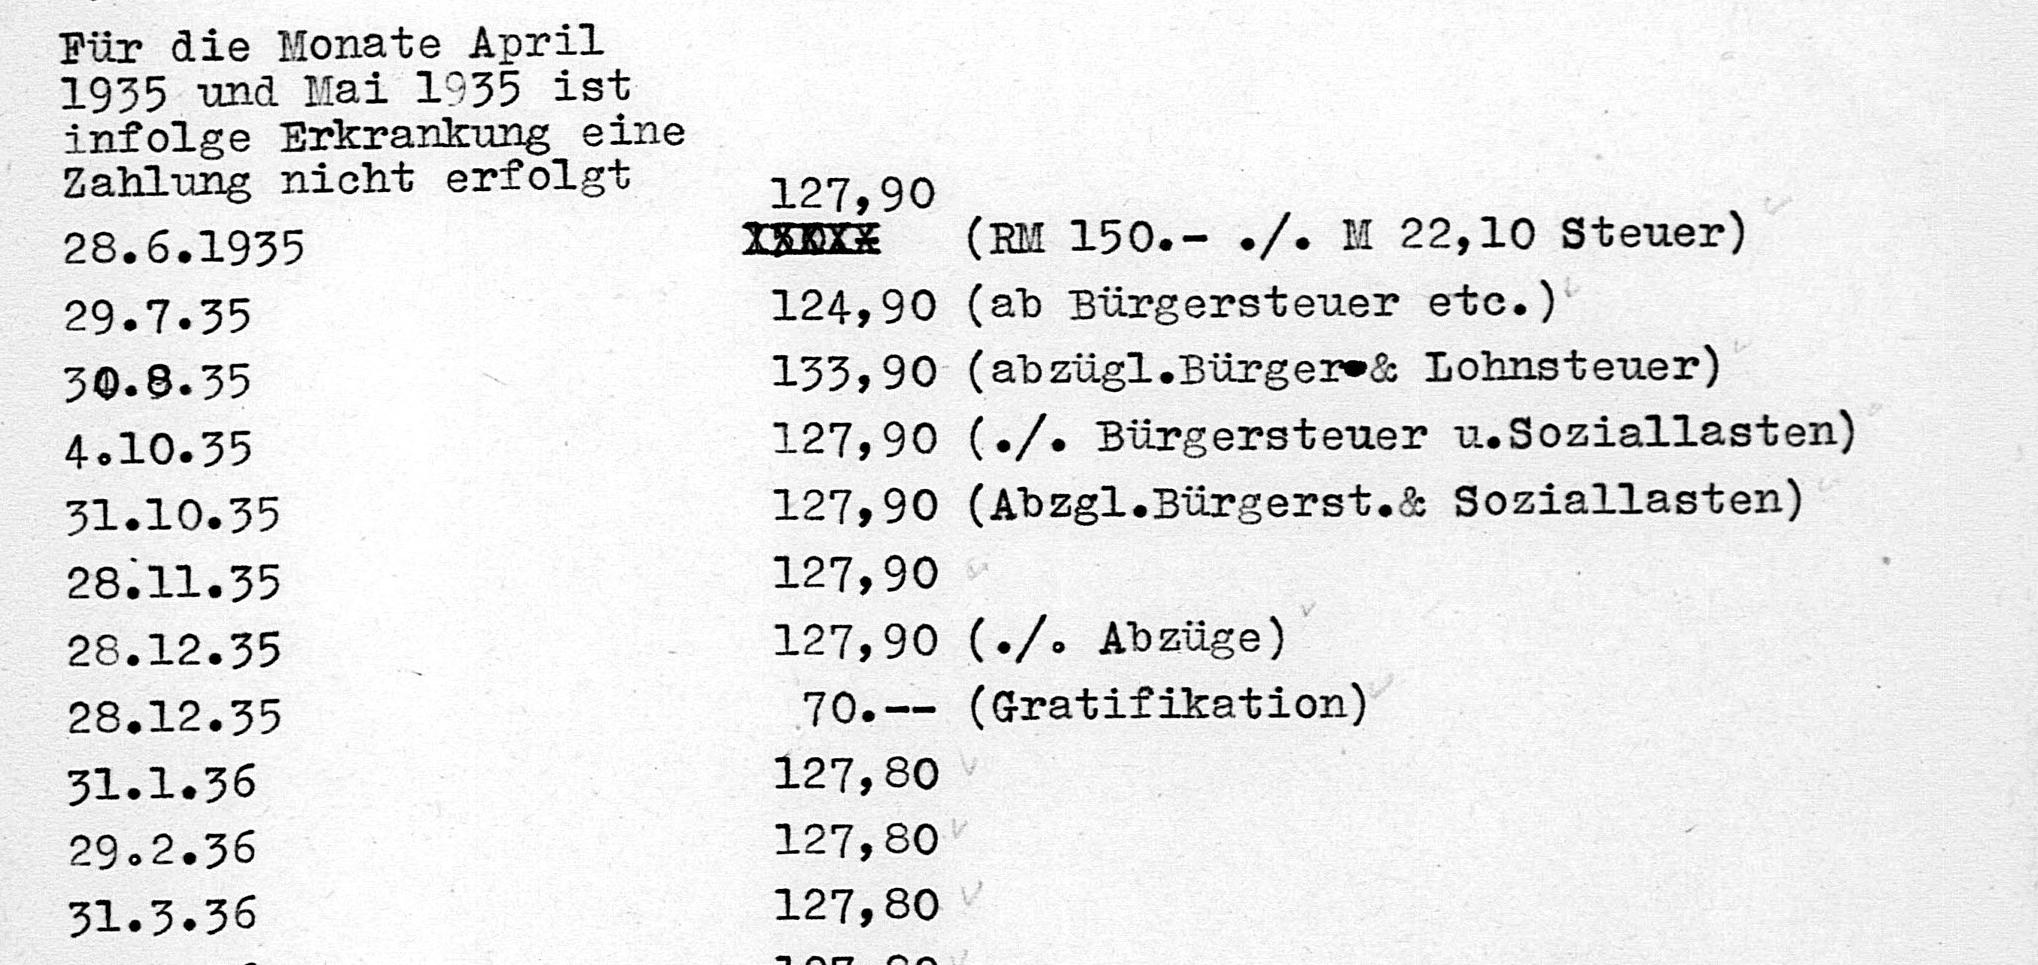 Für die Monate April
1935 und Mai 1935 ist
infolge Erkrankung eine
Zahlung nicht erfolgt
127,90
28.6.1935 (RM 150.- ./. M 22,10 Steuer)
29.7.35 124,90 (ab Bürgersteuer etc.)
30.8.35 133,90 (abzügl.Bürger-& Lohnsteuer)
4.10.35 127,90 (./. Bürgersteuer u.Soziallasten)
31.10.35 127,90 (Abzgl.Bürgerst.& Soziallasten)
28.11.35 127,90
28.12.35 127,90 (./. Abzüge)
28.12.35 70.-- (Gratifikation)
31.1.36 127,80
29.2.36 127,80
31.3.36 127,80